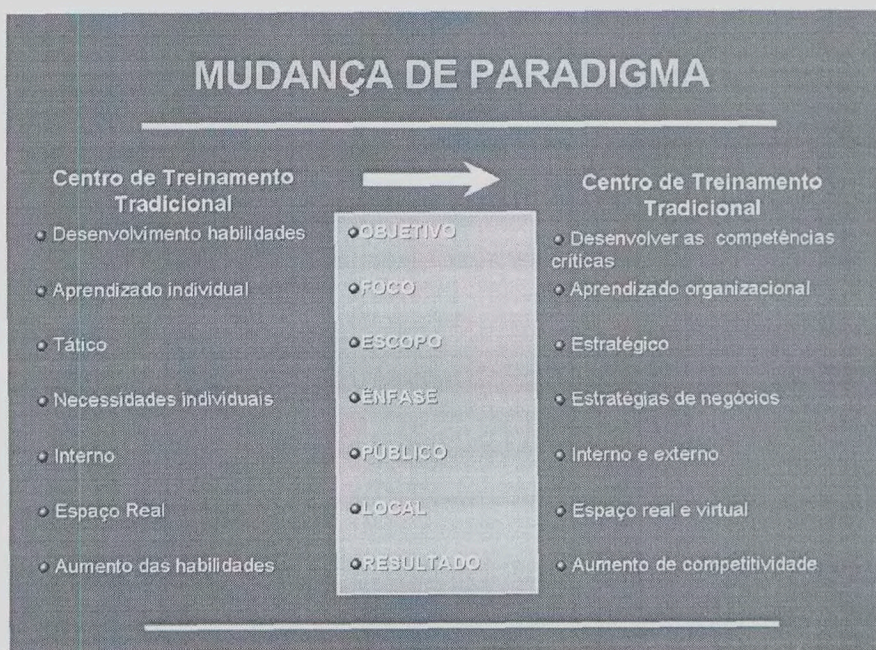 MUDANÇA DE PARADIGMA
Centro de Treinamento
Tradicional
Centro de Treinamento
Tradicional
Desenvolvimento habilidades
OBJETIVO
Desenvolver as competências
críticas
Aprendizado individual
FOCO
Aprendizado organizacional
Tático
ESCOPO
Estratégico
Necessidades individuais
ÊNFASE
Estratégias de negócios
Interno
PÚBLICO
Interno e externo
Espaço Real
LOCAL
Espaço real e virtual
Aumento das habilidades
RESULTADO
Aumento de competitividade